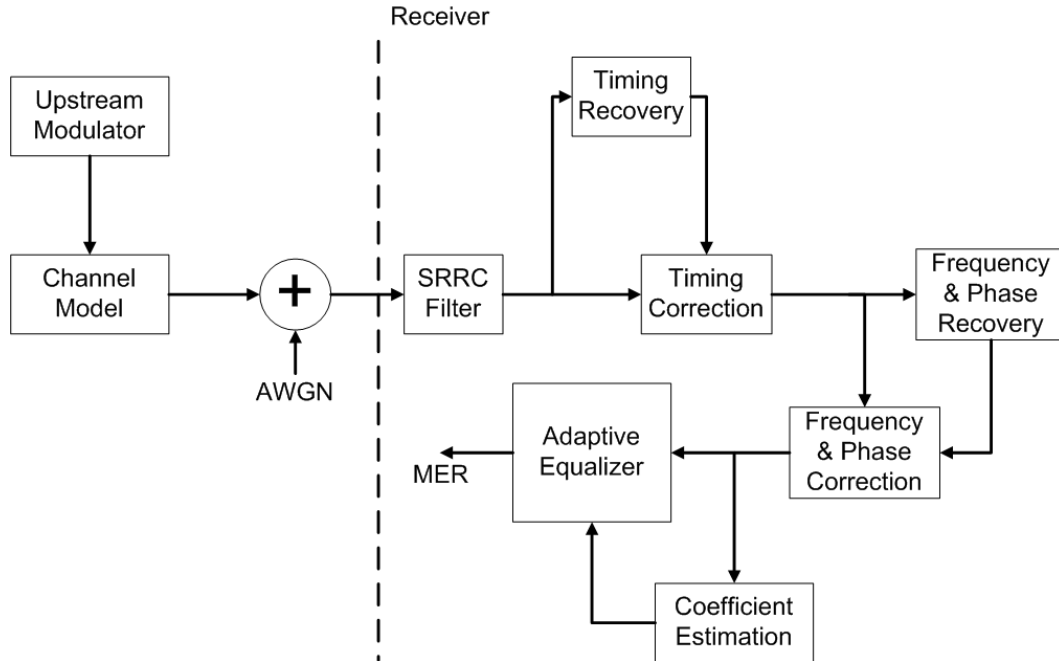 Receiver
Upstream
Modulator
Timing
Recovery
Channel
Model
+
AWGN
SRRC
Filter
Timing
Correction
Frequency
& Phase
Recovery
Frequency
& Phase
Correction
Adaptive
Equalizer
MER
Coefficient
Estimation